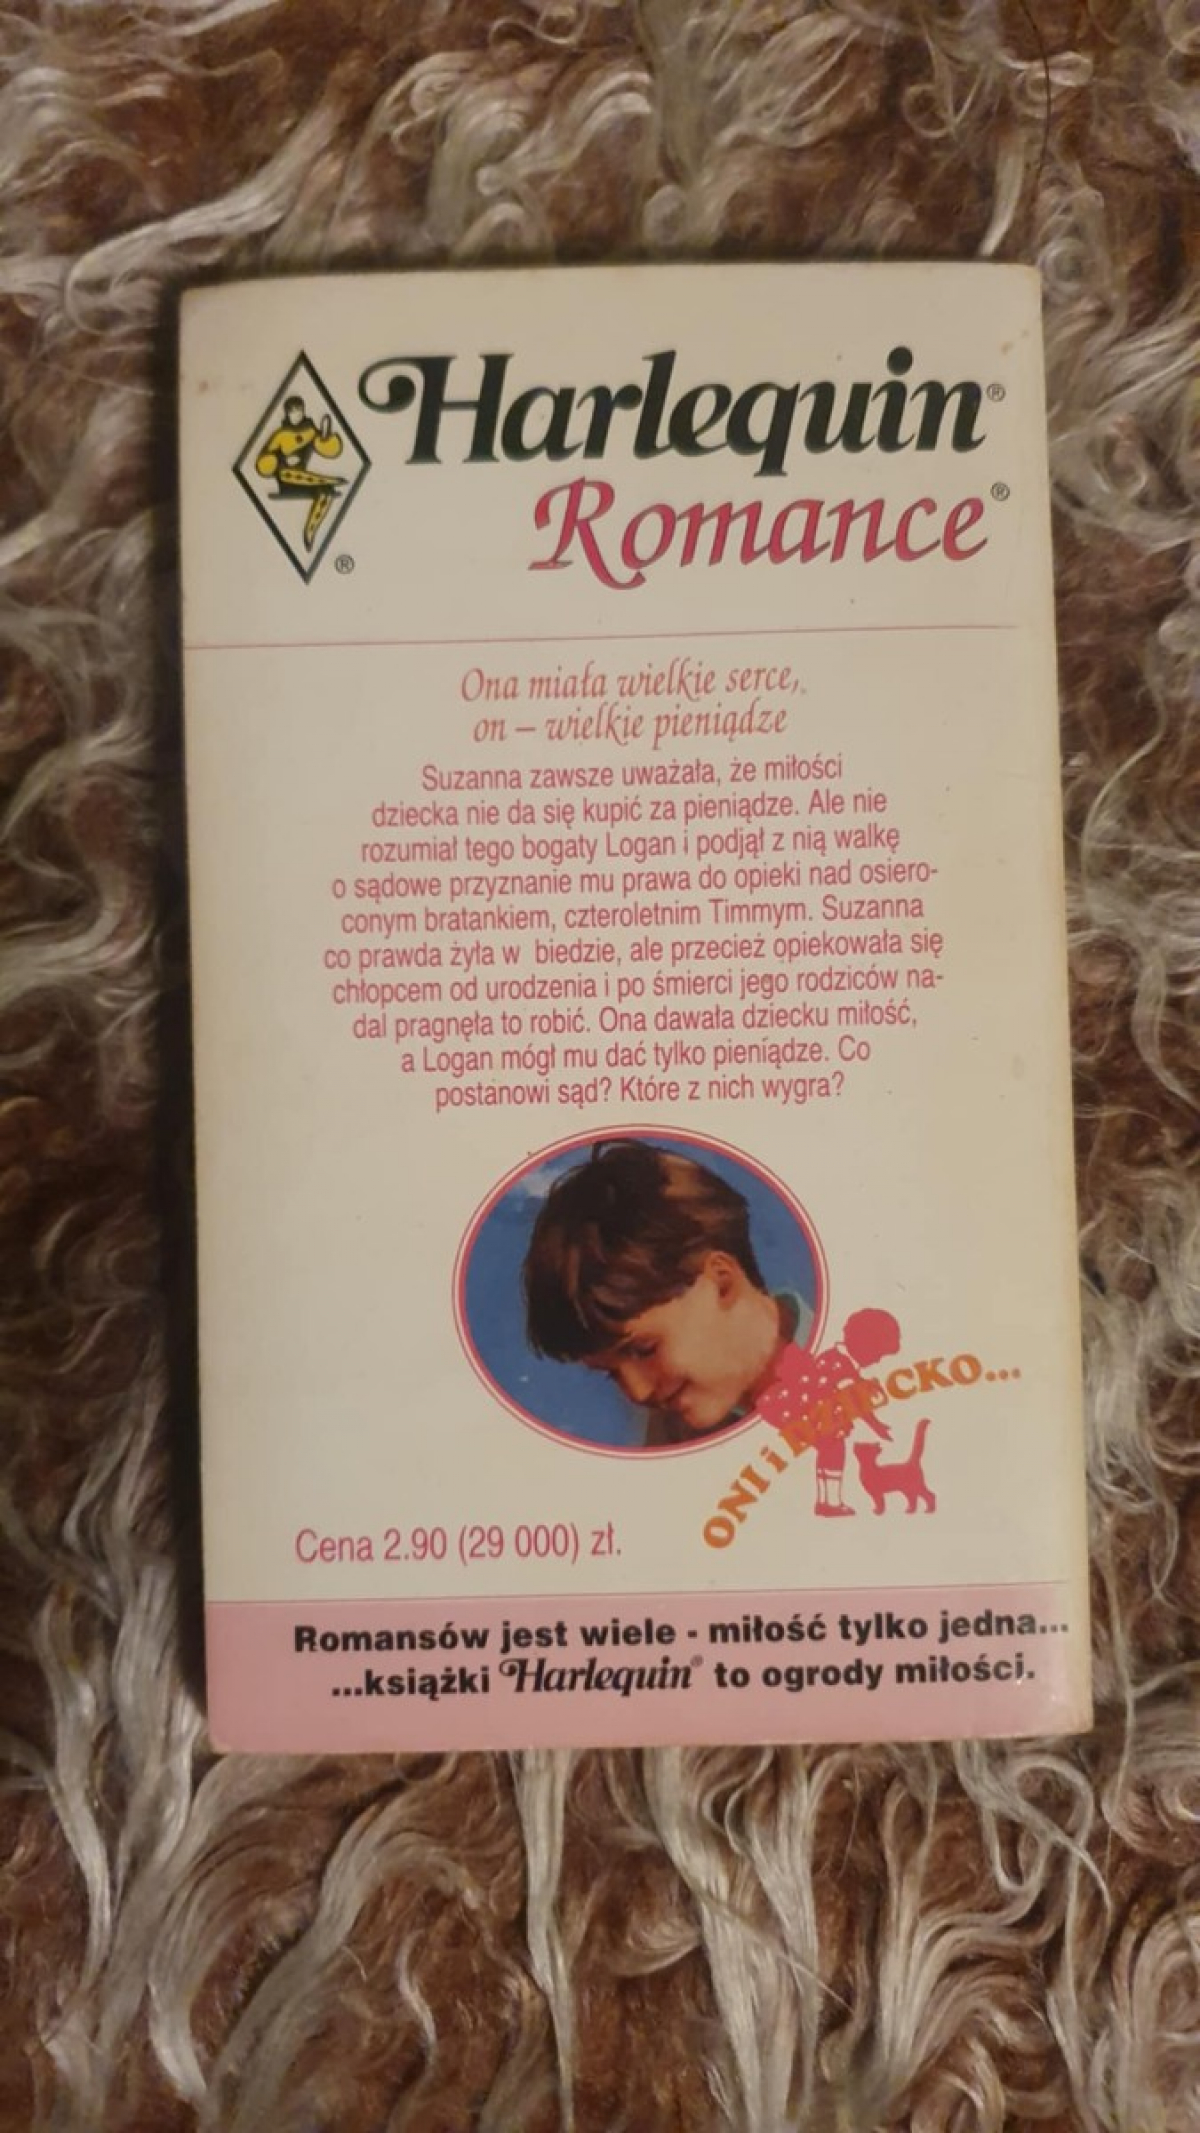 Harlequin®
Romance®
®
Ona miała wielkie serce,
on – wielkie pieniądze
Suzanna zawsze uważała, że miłości
dziecka nie da się kupić za pieniądze. Ale nie
rozumiał tego bogaty Logan i podjął z nią walkę
o sądowe przyznanie mu prawa do opieki nad osiero-
conym bratankiem, czteroletnim Timmym. Suzanna
co prawda żyła w biedzie, ale przecież opiekowała się
chłopcem od urodzenia i po śmierci jego rodziców na-
dal pragnęła to robić. Ona dawała dziecku miłość,
a Logan mógł mu dać tylko pieniądze. Co
postanowi sąd? Które z nich wygra?
ONI i DZIECKO...
Cena 2.90 (29 000) zł.
Romansów jest wiele - miłość tylko jedna...
...książki Harlequin® to ogrody miłości.